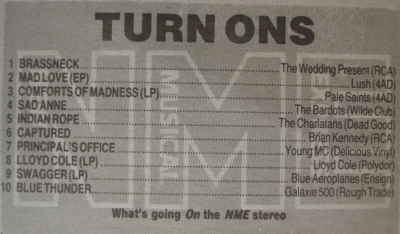 TURN ONS
1 BRASSNECK The Wedding Present (RCA)
2 MAD LOVE (EP) Lush (4AD)
3 COMFORTS OF MADNESS (LP) Pale Saints (4AD)
4 SAD ANNE The Bardots (Wilde Club)
5 INDIAN ROPE The Charlatans (Dead Good)
6 CAPTURED Brian Kennedy (RCA)
7 PRINCIPAL'S OFFICE Young MC (Delicious Vinyl)
8 LLOYD COLE (LP) Lloyd Cole (Polydor)
9 SWAGGER (LP) Blue Aeroplanes (Ensign)
10 BLUE THUNDER Galaxie 500 (Rough Trade)
What's going On the NME stereo
NME
MUSICAL